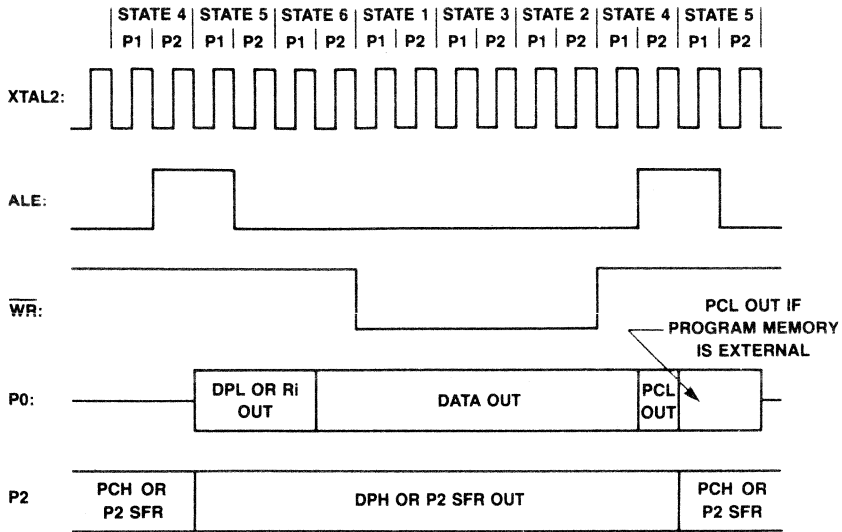 STATE 4 STATE 5 STATE 6 STATE 1 STATE 3 STATE 2 STATE 4 STATE 5
P1 P2 P1 P2 P1 P2 P1 P2 P1 P2 P1 P2 P1 P2 P1 P2
XTAL2:
ALE:
WR:
PCL OUT IF
PROGRAM MEMORY
IS EXTERNAL
P0:
DPL OR Ri
OUT
DATA OUT
PCL
OUT
P2
PCH OR
P2 SFR
DPH OR P2 SFR OUT
PCH OR
P2 SFR